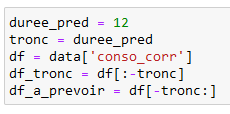 duree_pred = 12
tronc = duree_pred
df = data['conso_corr']
df_tronc = df[:-tronc]
df_a_prevoir = df[-tronc:]